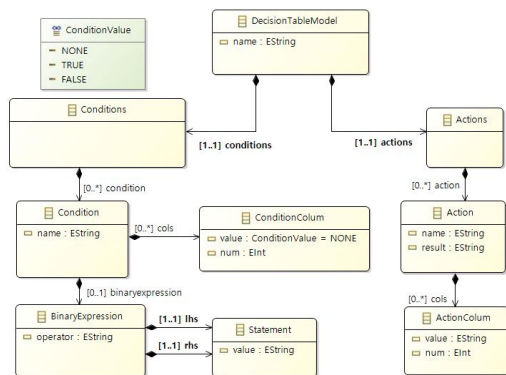 ConditionValue
NONE
TRUE
FALSE
DecisionTableModel
name : EString
Conditions
[1..1] conditions
[1..1] actions
Actions
[0..*] condition
[0..*] action
Condition
name : EString
[0..*] cols
ConditionColum
value : ConditionValue = NONE
num : EInt
Action
name : EString
result : EString
[0..1] binaryexpression
[0..*] cols
BinaryExpression
operator : EString
[1..1] lhs
[1..1] rhs
Statement
value : EString
ActionColum
value : EString
num : EInt